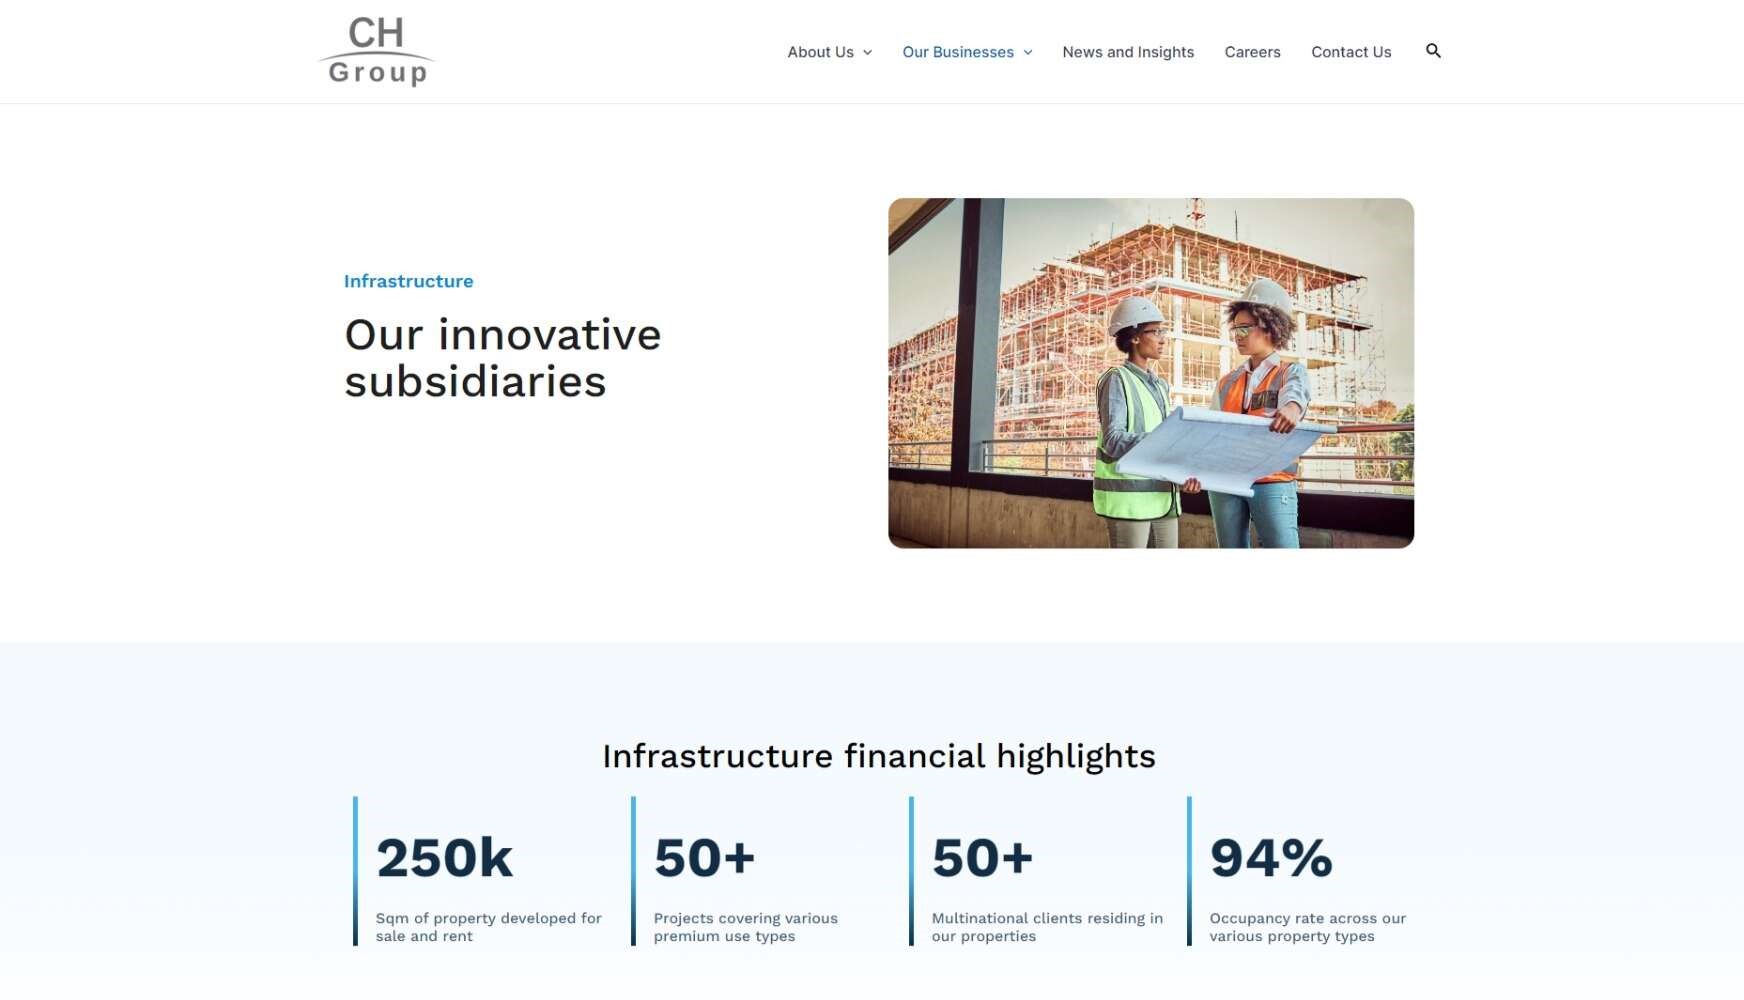 CH
Group
About Us
Our Businesses
News and Insights
Careers
Contact Us
Infrastructure
Our innovative
subsidiaries
Infrastructure financial highlights
250k
Sqm of property developed for
sale and rent
50+
Projects covering various
premium use types
50+
Multinational clients residing in
our properties
94%
Occupancy rate across our
various property types